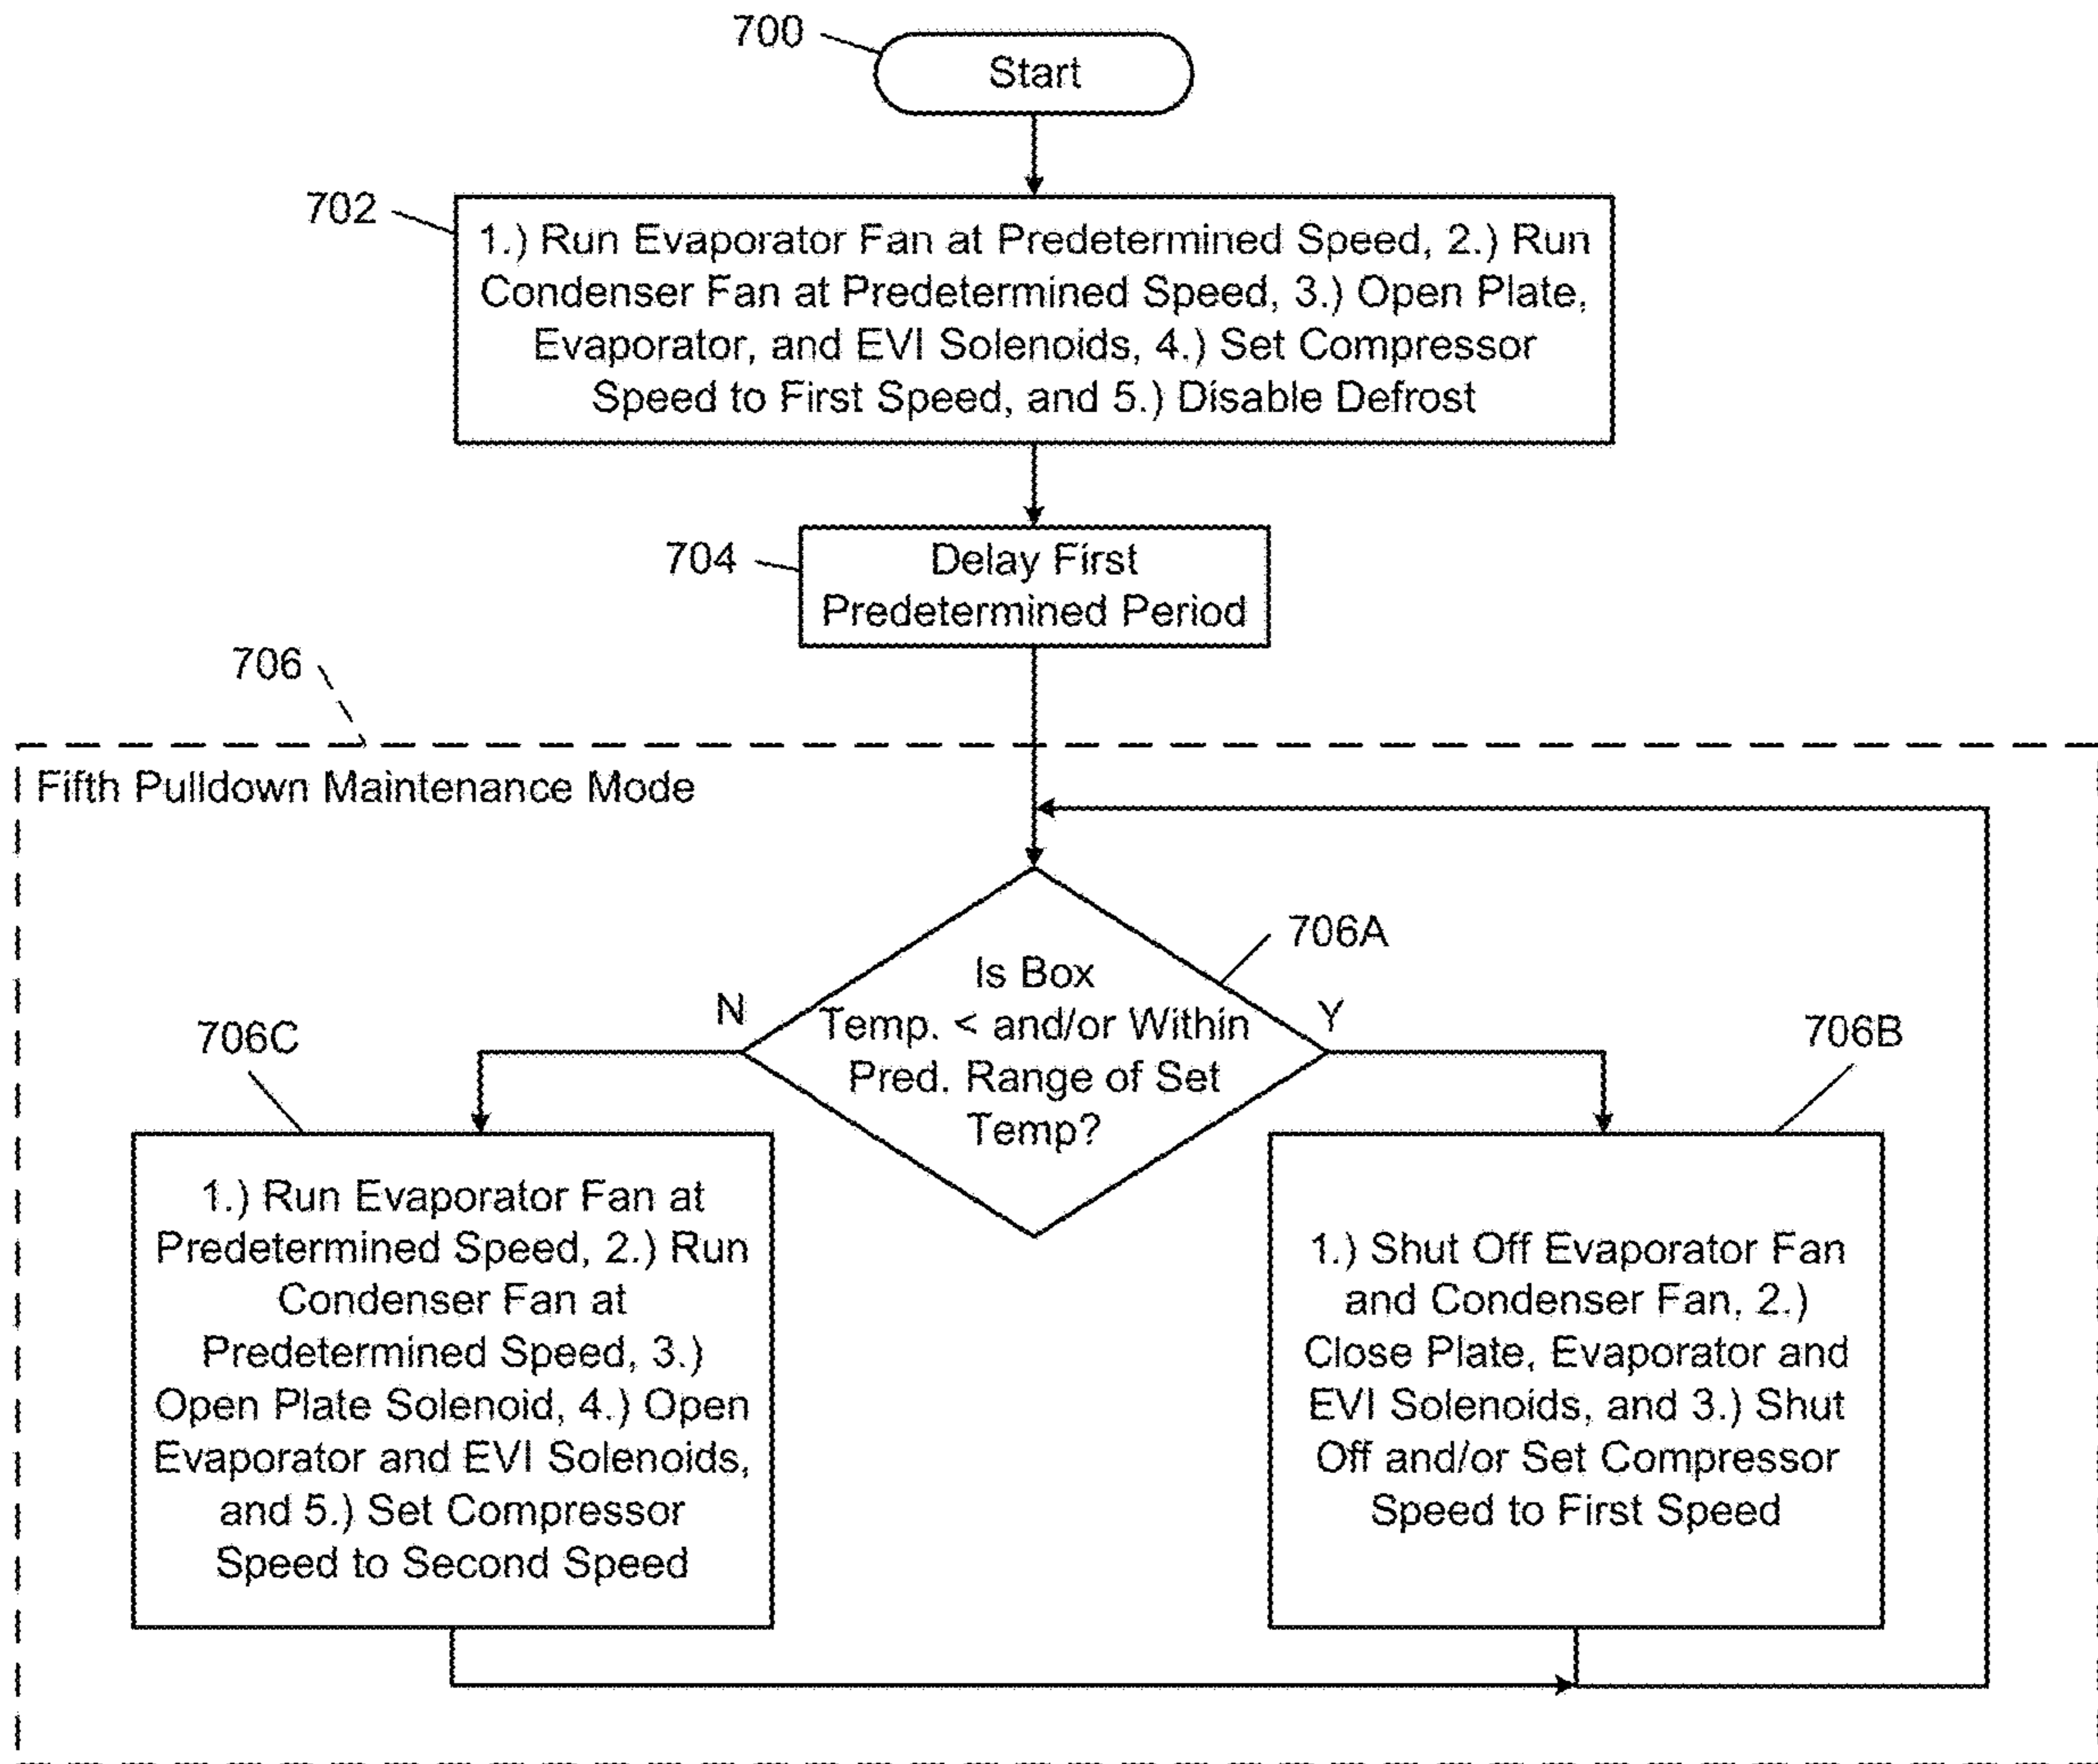 700
Start
702
1.) Run Evaporator Fan at Predetermined Speed, 2.) Run
Condenser Fan at Predetermined Speed, 3.) Open Plate,
Evaporator, and EVI Solenoids, 4.) Set Compressor
Speed to First Speed, and 5.) Disable Defrost
704
Delay First
Predetermined Period
706
Fifth Pulldown Maintenance Mode
706A
Is Box
Temp. < and/or Within
Pred. Range of Set
Temp?
N
Y
706C
1.) Run Evaporator Fan at
Predetermined Speed, 2.) Run
Condenser Fan at
Predetermined Speed, 3.)
Open Plate Solenoid, 4.) Open
Evaporator and EVI Solenoids,
and 5.) Set Compressor
Speed to Second Speed
706B
1.) Shut Off Evaporator Fan
and Condenser Fan, 2.)
Close Plate, Evaporator and
EVI Solenoids, and 3.) Shut
Off and/or Set Compressor
Speed to First Speed